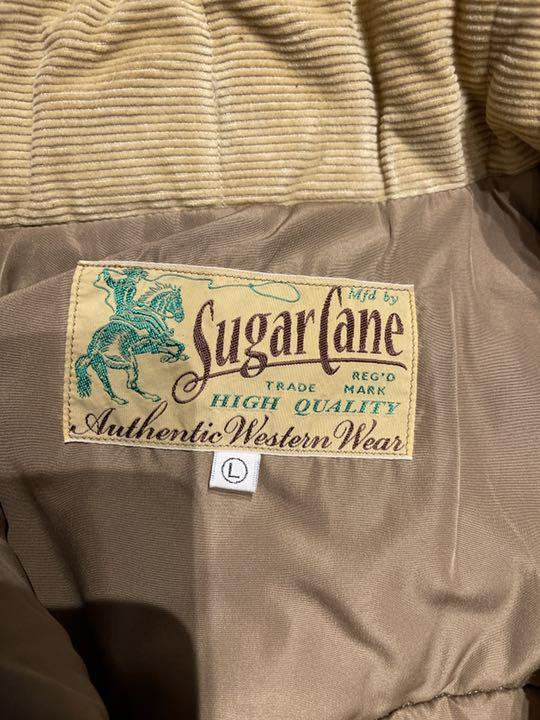 Mfd by
Sugar Cane
REG'D
TRADE MARK
HIGH QUALITY
Authentic Western Wear
L